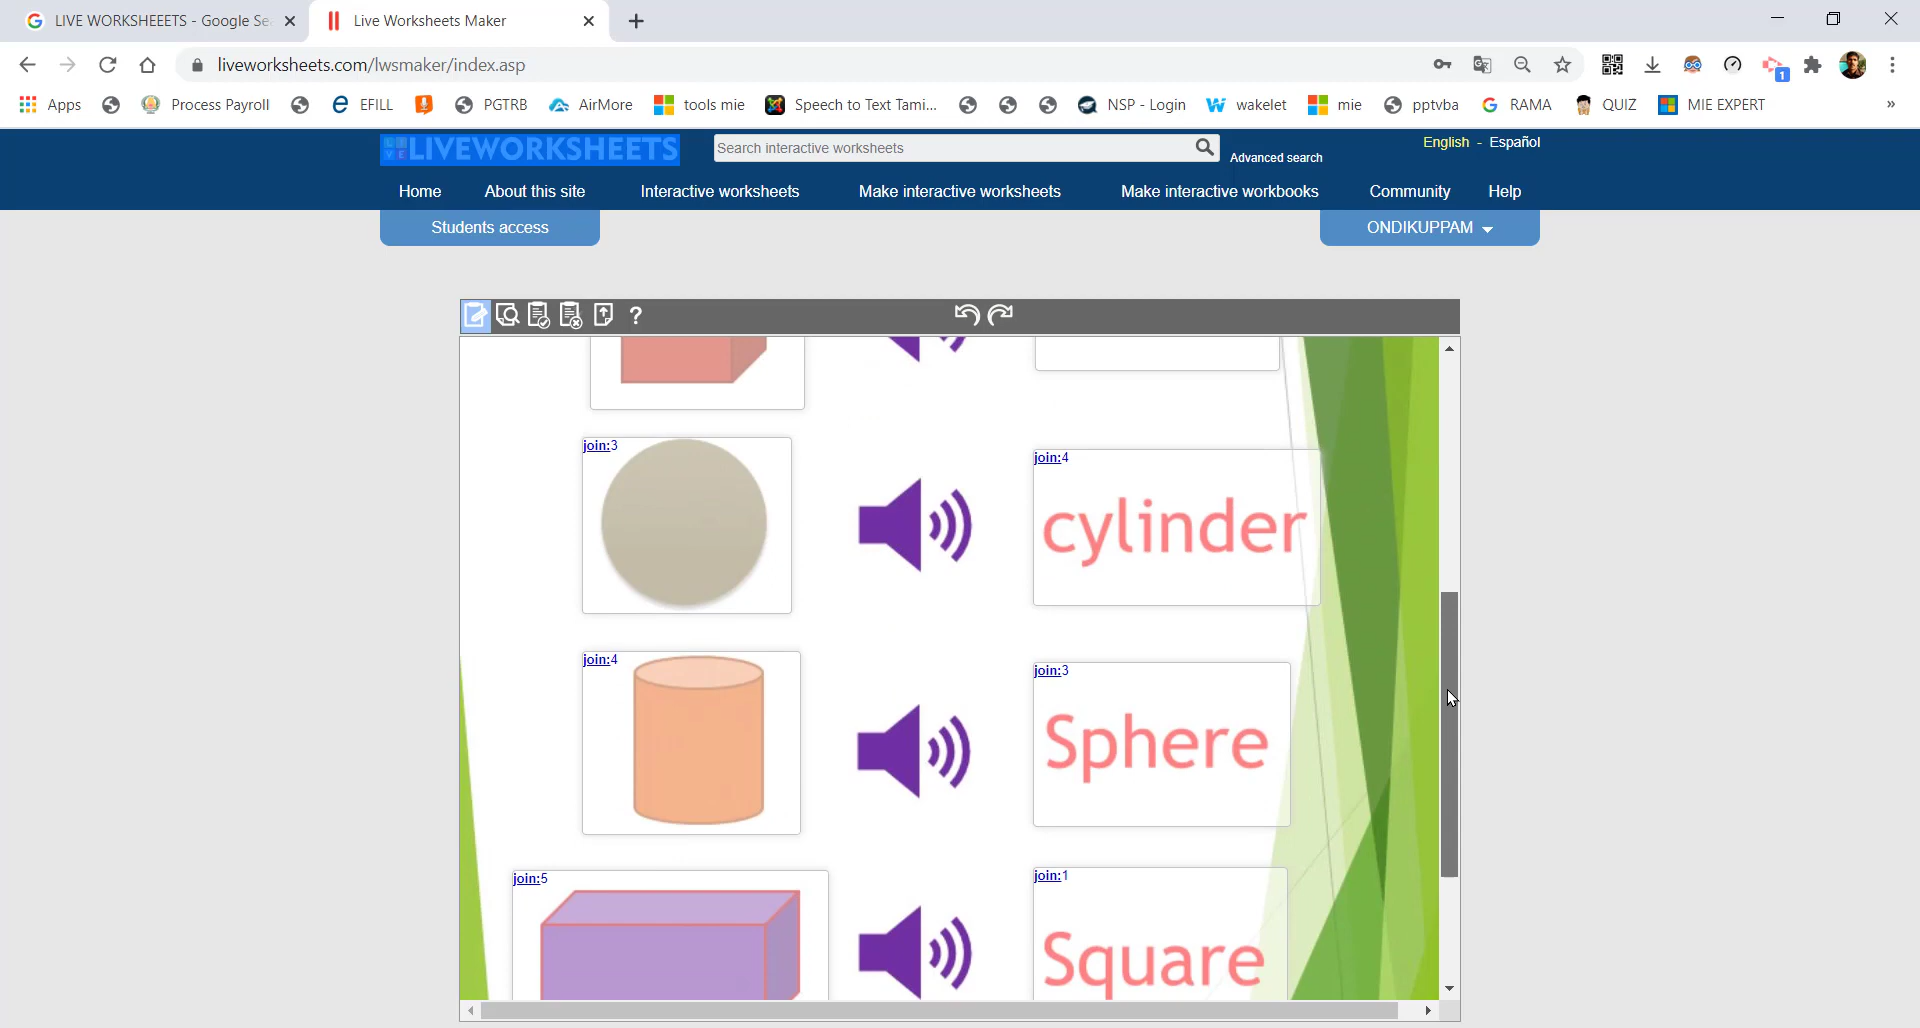 LIVE WORKSHEEETS - Google Se
Live Worksheets Maker
liveworksheets.com/lwsmaker/index.asp
1
Apps
Process Payroll
EFILL
PGTRB
AirMore
tools mie
Speech to Text Tami...
NSP - Login
wakelet
mie
pptvba
RAMA
QUIZ
MIE EXPERT
»
LIVEWORKSHEETS
Search interactive worksheets
Advanced search
English - Español
Home
About this site
Interactive worksheets
Make interactive worksheets
Make interactive workbooks
Community
Help
Students access
ONDIKUPPAM
?
join:3
join:4
cylinder
join:4
join:3
Sphere
join:5
join:1
Square